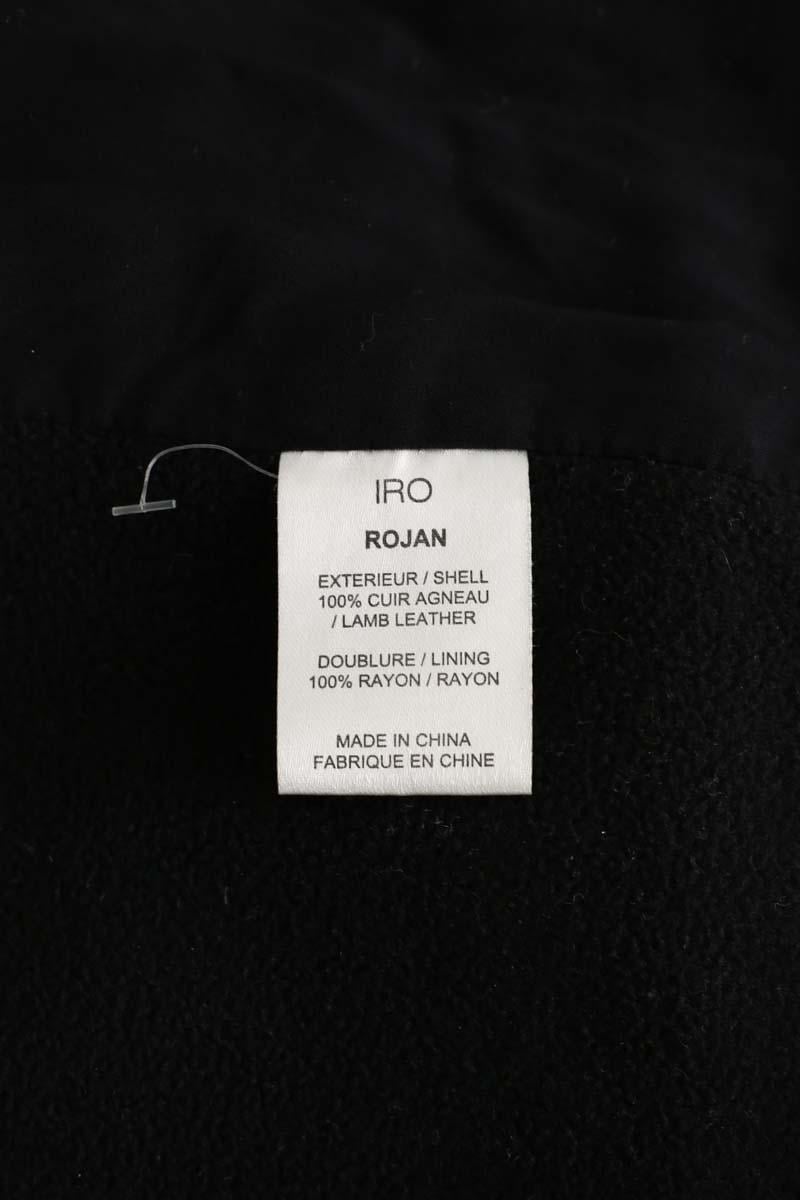 IRO
ROJAN
EXTERIEUR / SHELL
100% CUIR AGNEAU
/ LAMB LEATHER
DOUBLURE / LINING
100% RAYON / RAYON
MADE IN CHINA
FABRIQUE EN CHINE